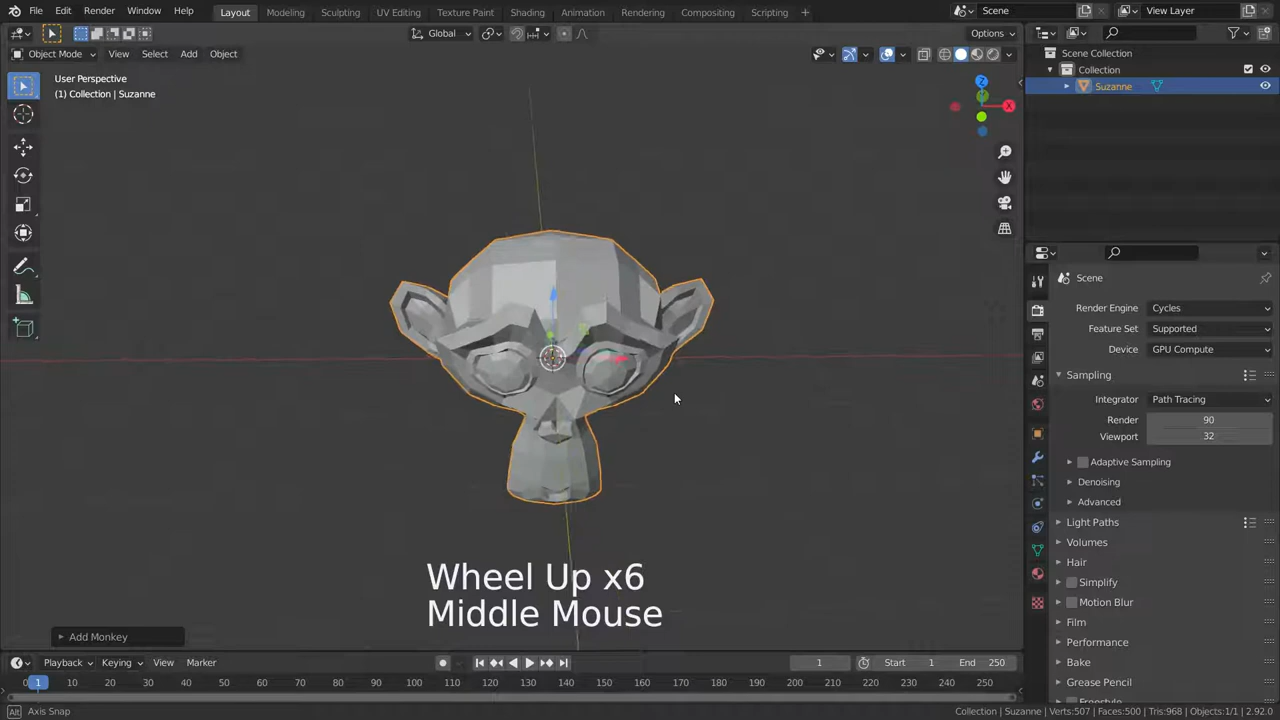 File Edit Render Window Help Layout Modeling Sculpting UV Editing Texture Paint Shading Animation Rendering Compositing Scripting + Scene View Layer
Global Options
Object Mode View Select Add Object
Scene Collection
Collection
Suzanne
User Perspective
(1) Collection | Suzanne
Z
X
Scene
Render Engine Cycles
Feature Set Supported
Device GPU Compute
Sampling
Integrator Path Tracing
Render 90
Viewport 32
Adaptive Sampling
Denoising
Advanced
Light Paths
Volumes
Hair
Simplify
Motion Blur
Film
Performance
Bake
Grease Pencil
Freestyle
Wheel Up x6
Middle Mouse
Add Monkey
Playback Keying View Marker 1 Start 1 End 250
0 1 10 20 30 40 50 60 70 80 90 100 110 120 130 140 150 160 170 180 190 200 210 220 230 240 250
Alt Axis Snap Collection | Suzanne | Verts:507 | Faces:500 | Tris:968 | Objects:1/1 | 2.92.0